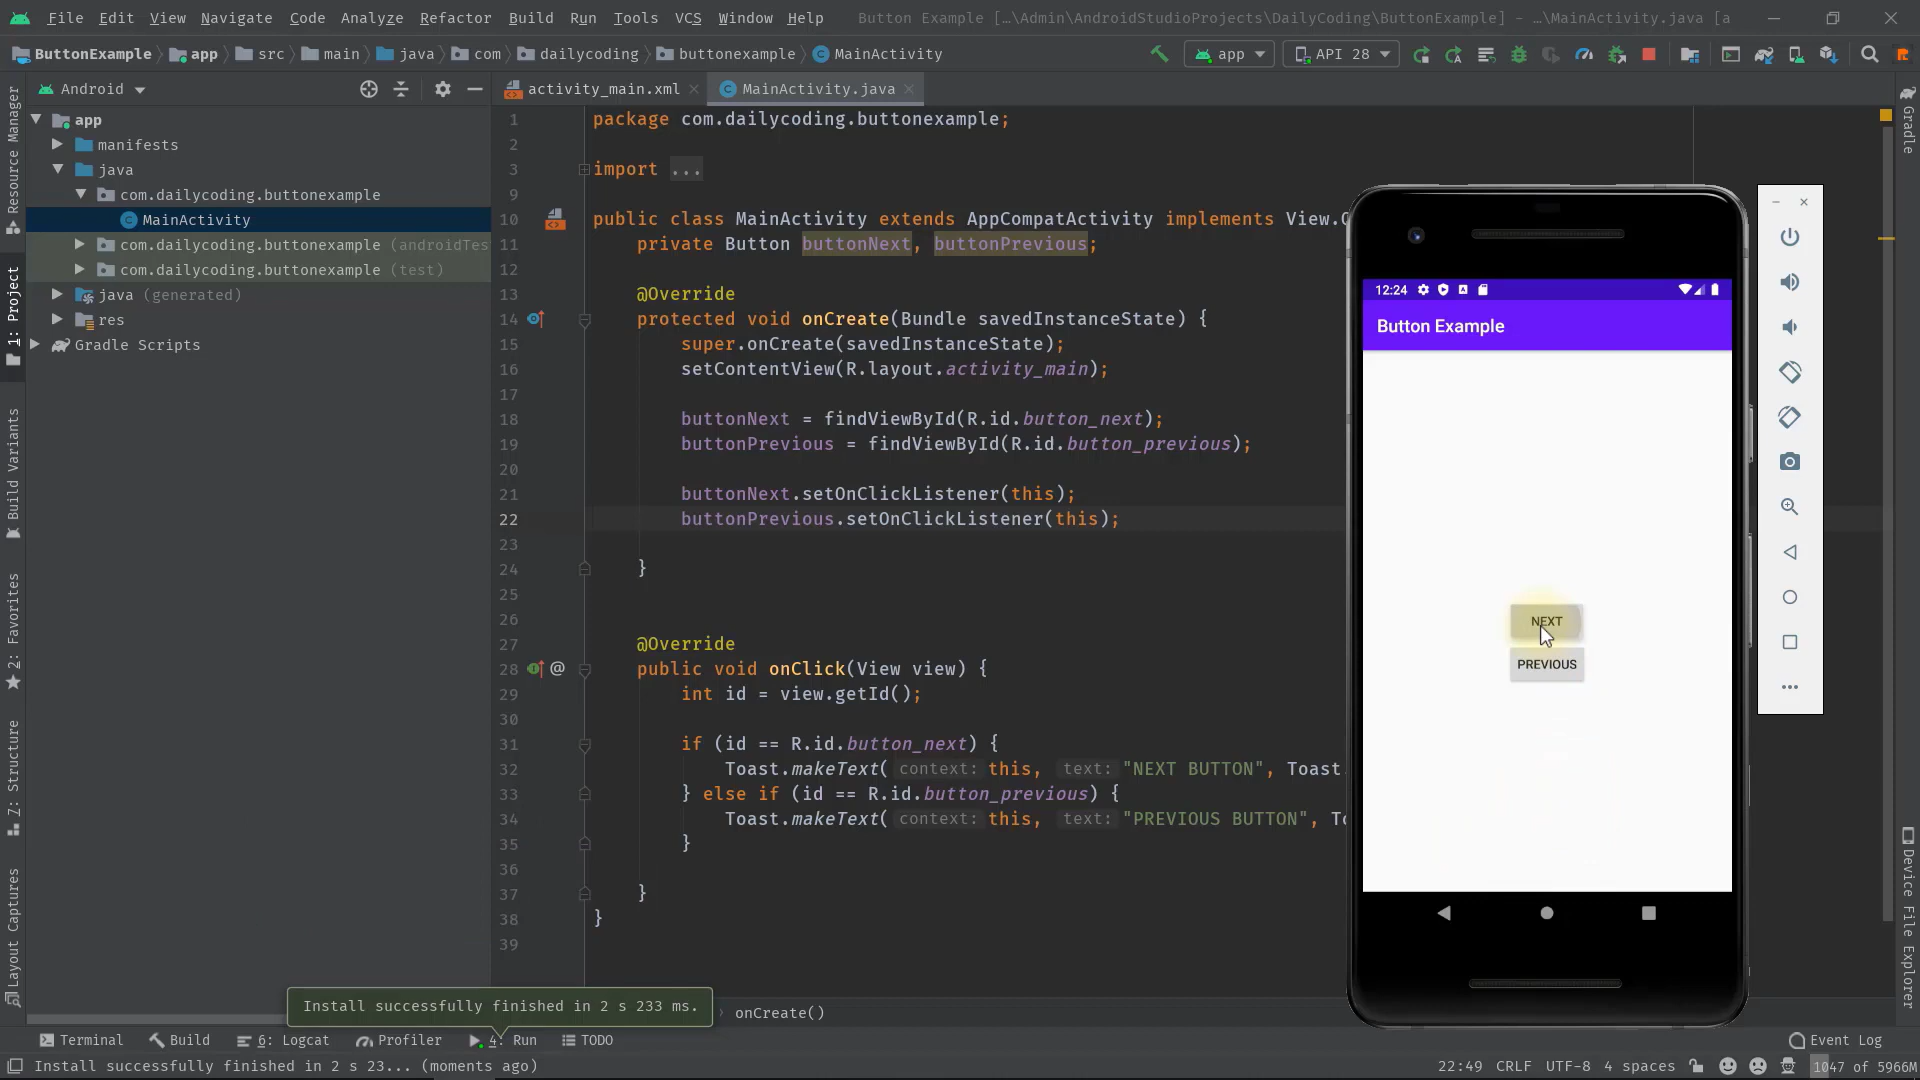 File Edit View Navigate Code Analyze Refactor Build Run Tools VCS Window Help Button Example [...\Admin\AndroidStudioProjects\DailyCoding\ButtonExample] - ...\MainActivity.java [a
ButtonExample app src main java com dailycoding buttonexample MainActivity app API 28
Android
activity_main.xml MainActivity.java
app
manifests
java
com.dailycoding.buttonexample
MainActivity
com.dailycoding.buttonexample (androidTes
com.dailycoding.buttonexample (test)
java (generated)
res
Gradle Scripts
Resource Manager
1: Project
Build Variants
2: Favorites
7: Structure
Layout Captures
1 package com.dailycoding.buttonexample;
2
3 import ...
9
10 public class MainActivity extends AppCompatActivity implements View.O
11 private Button buttonNext, buttonPrevious;
12
13 @Override
14 protected void onCreate(Bundle savedInstanceState) {
15 super.onCreate(savedInstanceState);
16 setContentView(R.layout.activity_main);
17
18 buttonNext = findViewById(R.id.button_next);
19 buttonPrevious = findViewById(R.id.button_previous);
20
21 buttonNext.setOnClickListener(this);
22 buttonPrevious.setOnClickListener(this);
23
24 }
25
26
27 @Override
28 @ public void onClick(View view) {
29 int id = view.getId();
30
31 if (id == R.id.button_next) {
32 Toast.makeText( context: this, text: "NEXT BUTTON", Toast.
33 } else if (id == R.id.button_previous) {
34 Toast.makeText( context: this, text: "PREVIOUS BUTTON", To
35 }
36
37 }
38 }
39
12:24
Button Example
NEXT
PREVIOUS
Gradle
Device File Explorer
Install successfully finished in 2 s 233 ms.
onCreate()
Terminal Build 6: Logcat Profiler 4: Run TODO Event Log
Install successfully finished in 2 s 23... (moments ago) 22:49 CRLF UTF-8 4 spaces 1047 of 5966M